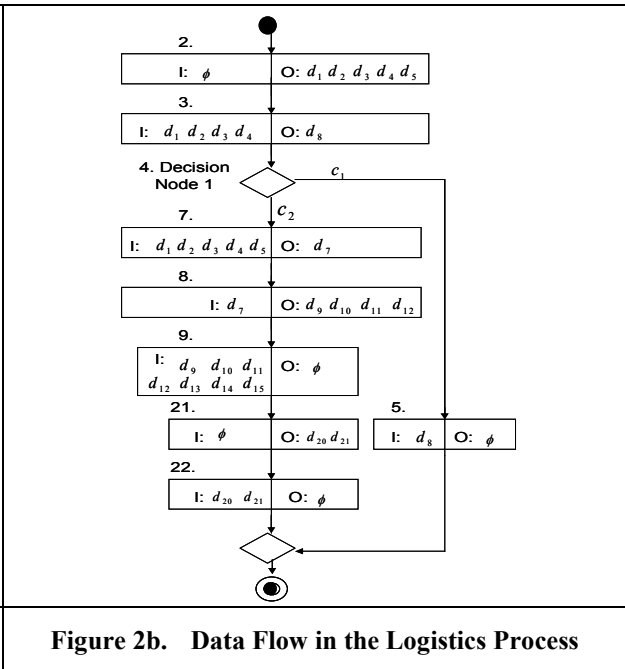 2.
I: ϕ O: d₁ d₂ d₃ d₄ d₅
3.
I: d₁ d₂ d₃ d₄ O: d₈
4. Decision
Node 1
c₁
c₂
7.
I: d₁ d₂ d₃ d₄ d₅ O: d₇
8.
I: d₇ O: d₉ d₁₀ d₁₁ d₁₂
9.
I: d₉ d₁₀ d₁₁ O: ϕ
d₁₂ d₁₃ d₁₄ d₁₅
21.
I: ϕ O: d₂₀ d₂₁
5.
I: d₈ O: ϕ
22.
I: d₂₀ d₂₁ O: ϕ
Figure 2b. Data Flow in the Logistics Process